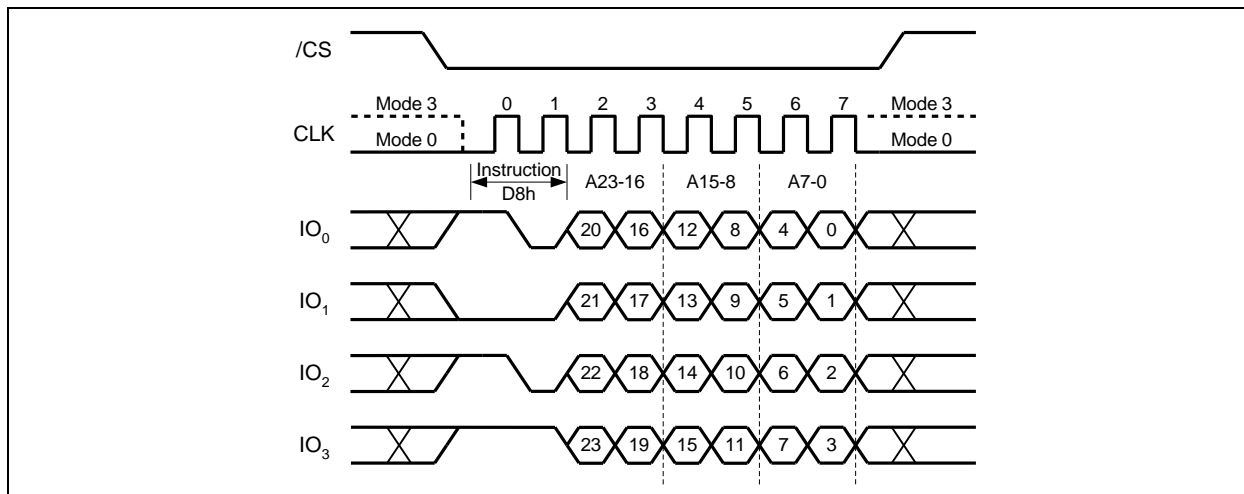 /CS
Mode 3 0 1 2 3 4 5 6 7 Mode 3
CLK
Mode 0 Mode 0
Instruction
D8h
A23-16 A15-8 A7-0
IO0 20 16 12 8 4 0
IO1 21 17 13 9 5 1
IO2 22 18 14 10 6 2
IO3 23 19 15 11 7 3